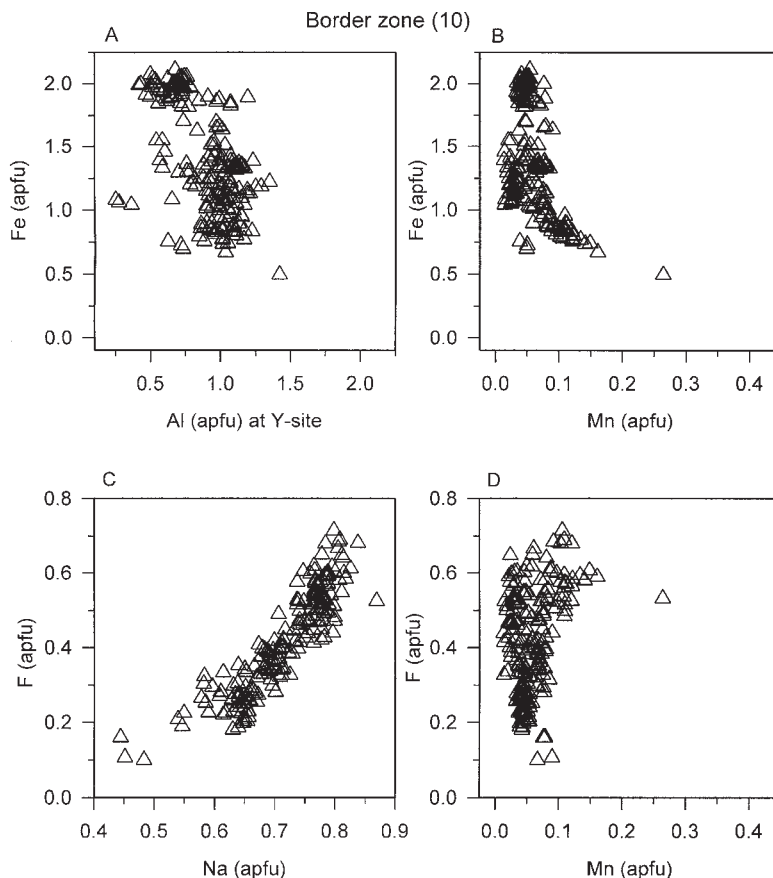 Border zone (10)
A
B
2.0
1.5
1.0
0.5
0.0
Fe (apfu)
0.5 1.0 1.5 2.0
Al (apfu) at Y-site
2.0
1.5
1.0
0.5
0.0
Fe (apfu)
0.0 0.1 0.2 0.3 0.4
Mn (apfu)
C
D
0.8
0.6
0.4
0.2
0.0
F (apfu)
0.4 0.5 0.6 0.7 0.8 0.9
Na (apfu)
0.8
0.6
0.4
0.2
0.0
F (apfu)
0.0 0.1 0.2 0.3 0.4
Mn (apfu)